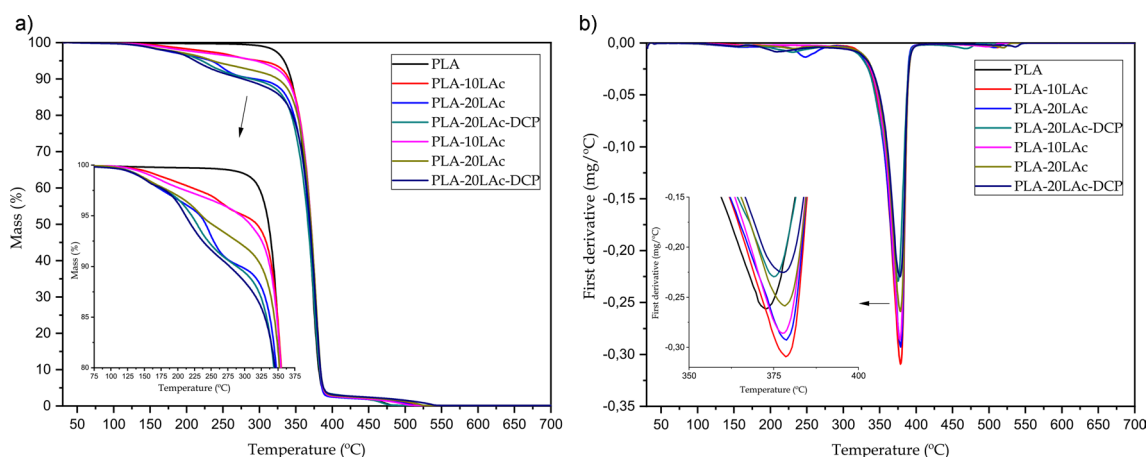 a)
100
90
80
70
60
50
40
30
20
10
0
Mass (%)
50 100 150 200 250 300 350 400 450 500 550 600 650 700
Temperature (ºC)
PLA
PLA-10LAc
PLA-20LAc
PLA-20LAc-DCP
PLA-10LAc
PLA-20LAc
PLA-20LAc-DCP
100
95
90
85
80
Mass (%)
75 100 125 150 175 200 225 250 275 300 325 350 375
Temperature (ºC)
b)
0,00
-0,05
-0,10
-0,15
-0,20
-0,25
-0,30
-0,35
First derivative (mg/ºC)
50 100 150 200 250 300 350 400 450 500 550 600 650 700
Temperature (ºC)
PLA
PLA-10LAc
PLA-20LAc
PLA-20LAc-DCP
PLA-10LAc
PLA-20LAc
PLA-20LAc-DCP
-0,15
-0,20
-0,25
-0,30
-0,35
First derivative (mg/ºC)
350 375 400
Temperature (ºC)